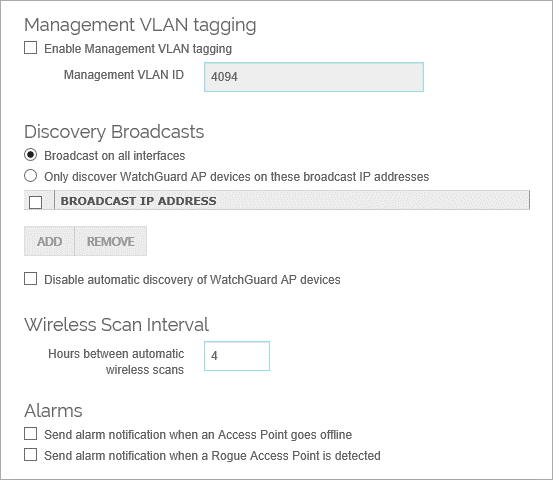 Management VLAN tagging
Enable Management VLAN tagging
Management VLAN ID 4094
Discovery Broadcasts
Broadcast on all interfaces
Only discover WatchGuard AP devices on these broadcast IP addresses
BROADCAST IP ADDRESS
ADD REMOVE
Disable automatic discovery of WatchGuard AP devices
Wireless Scan Interval
Hours between automatic 4
wireless scans
Alarms
Send alarm notification when an Access Point goes offline
Send alarm notification when a Rogue Access Point is detected